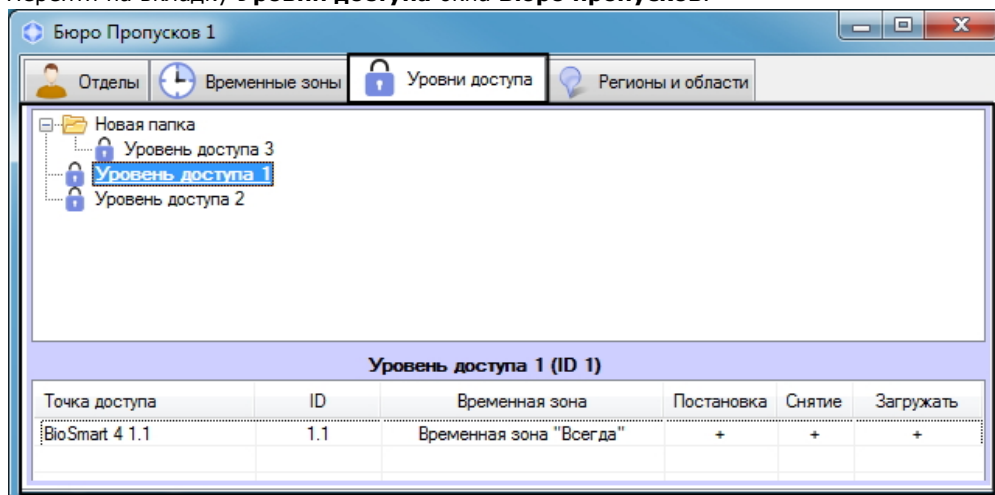 Перейти на вкладку Уровни доступа окна Бюро пропусков.
Бюро Пропусков 1
Отделы Временные зоны Уровни доступа Регионы и области
Новая папка
Уровень доступа 3
Уровень доступа 1
Уровень доступа 2
Уровень доступа 1 (ID 1)
Точка доступа ID Временная зона Постановка Снятие Загружать
BioSmart 4 1.1 1.1 Временная зона "Всегда" + + +